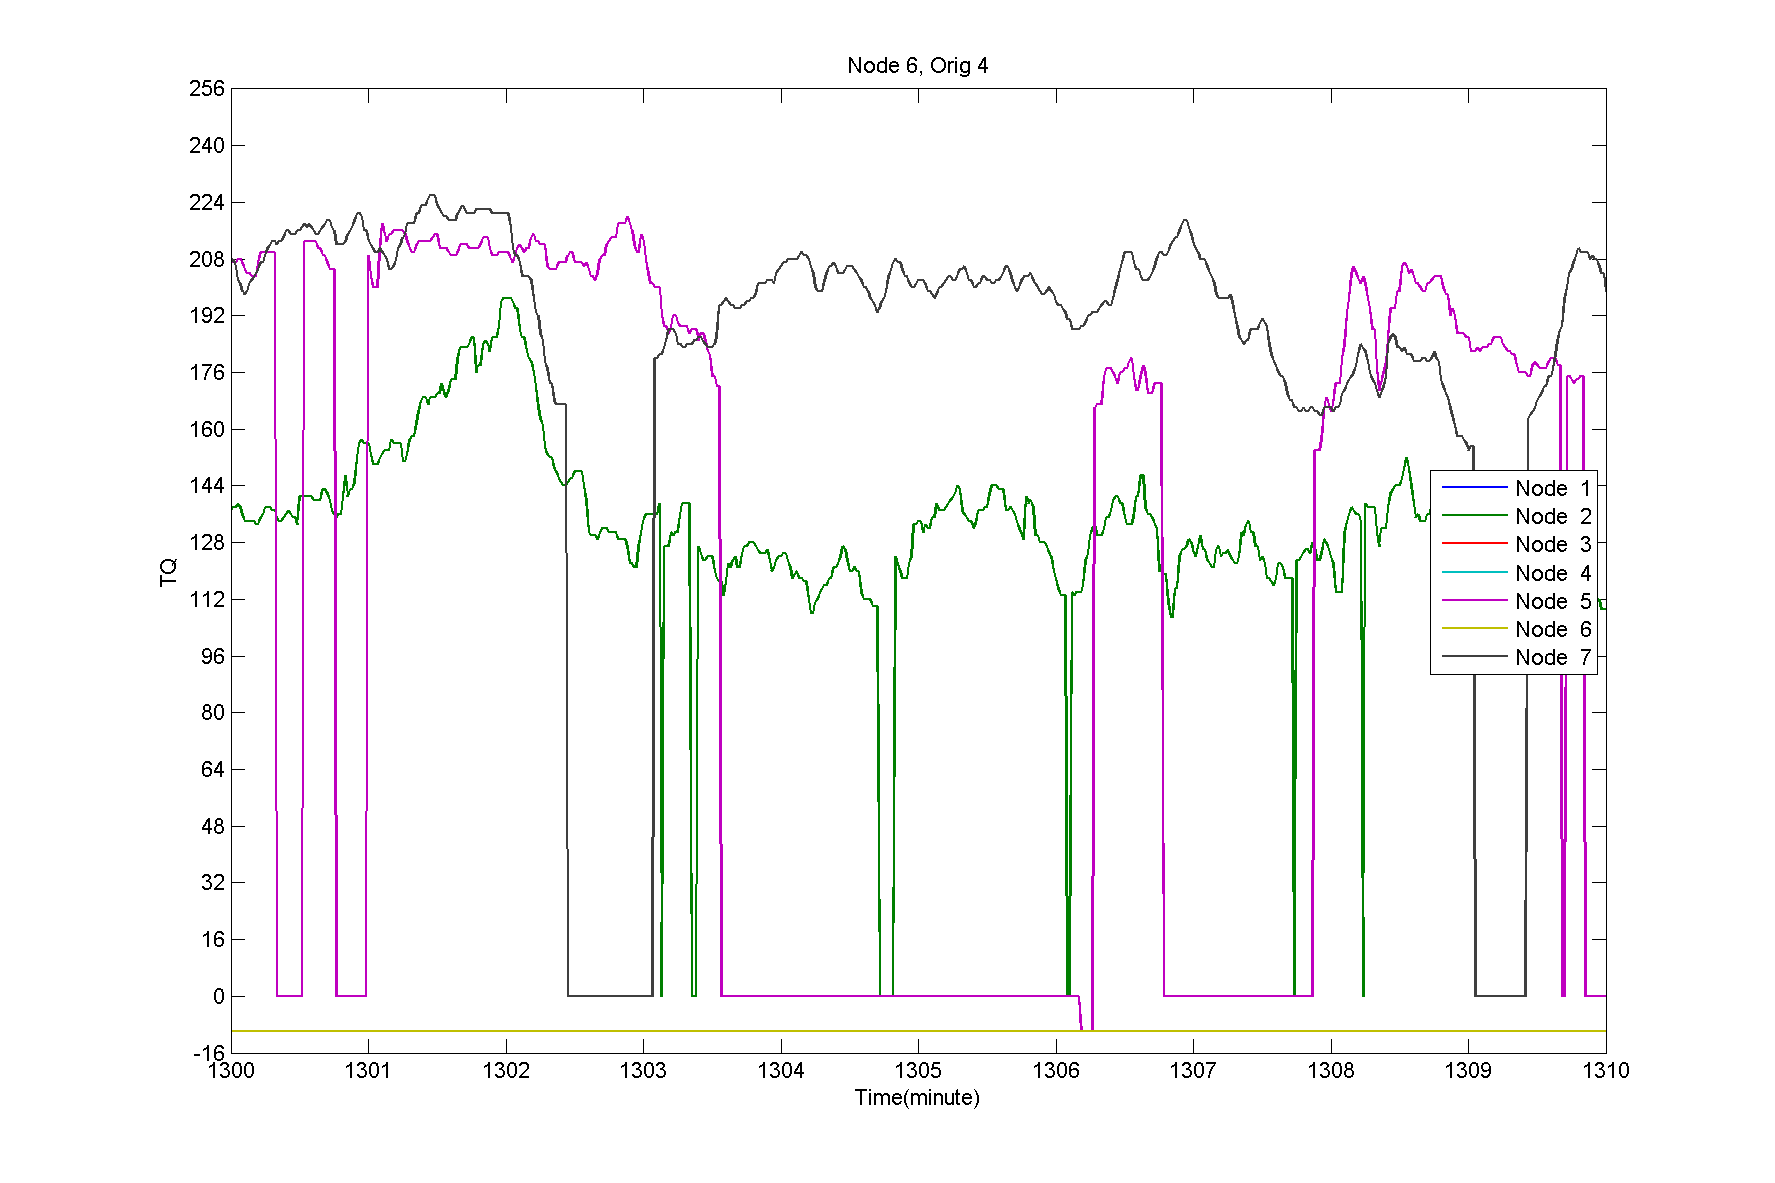 Node 6, Orig 4
256
240
224
208
192
176
160
144
128
112
96
80
64
48
32
16
0
-16
TQ
Node 1
Node 2
Node 3
Node 4
Node 5
Node 6
Node 7
1300 1301 1302 1303 1304 1305 1306 1307 1308 1309 1310
Time(minute)